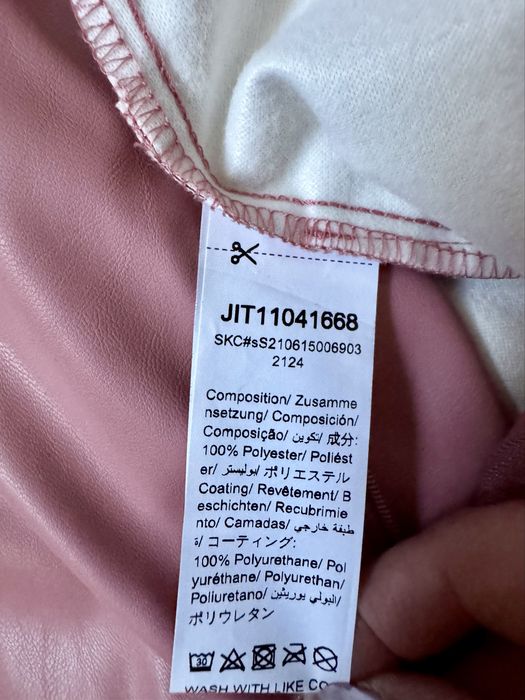 JIT11041668
SKC#sS210615006903
2124
Composition/ Zusamme
nsetzung/ Composición/
Composição/ تكوين/ 成分:
100% Polyester/ Poliést
er/ بوليستر/ ポリエステル
Coating/ Revêtement/ B
eschichten/ Recubrimie
nto/ Camadas/ طبقة خارجي
ة/ コーティング:
100% Polyurethane/ Pol
yuréthane/ Polyurethan/
Poliuretano/ البولي يوريثين/
ポリウレタン
30
WASH WITH LIKE CO